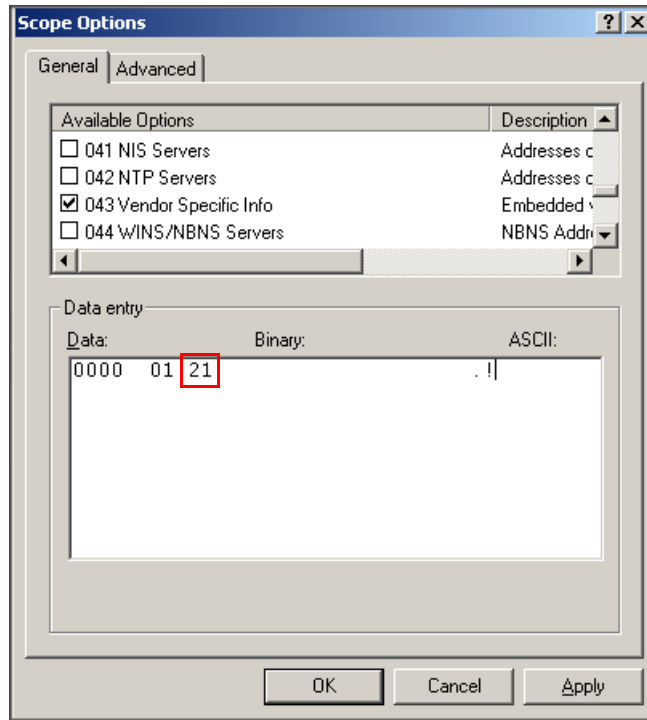 Scope Options
General Advanced
Available Options Description
041 NIS Servers Addresses c
042 NTP Servers Addresses c
043 Vendor Specific Info Embedded v
044 WINS/NBNS Servers NBNS Addr
Data entry
Data: Binary: ASCII:
0000 01 21 . !
OK Cancel Apply